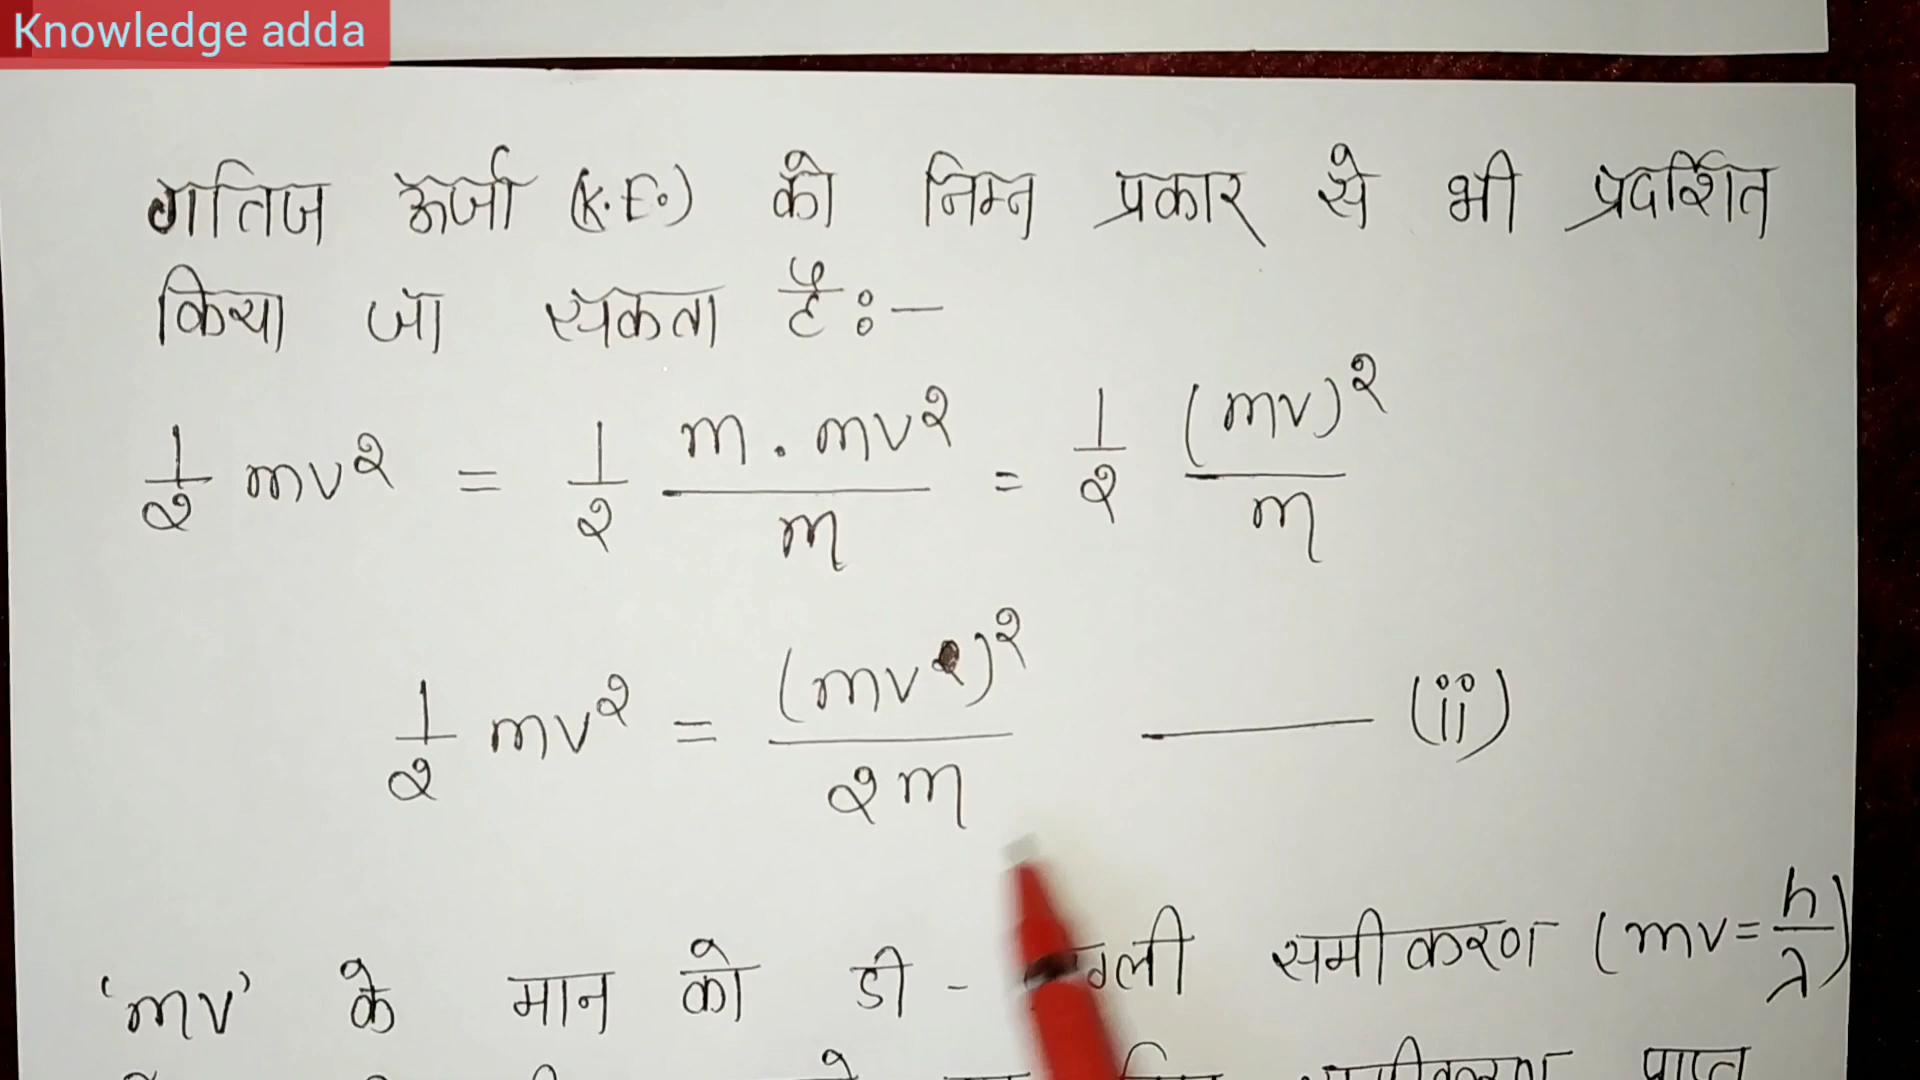 Knowledge adda
गतिज ऊर्जा (K.E.) को निम्न प्रकार से भी प्रदर्शित
किया जा सकता है:-
1/2 mv² = 1/2 m . mv²/m = 1/2 (mv)²/m
1/2 mv² = (mv)²/2m —— (ii)
'mv' के मान को डी - ग्ली समीकरण (mv = h/λ)
प्राप्त